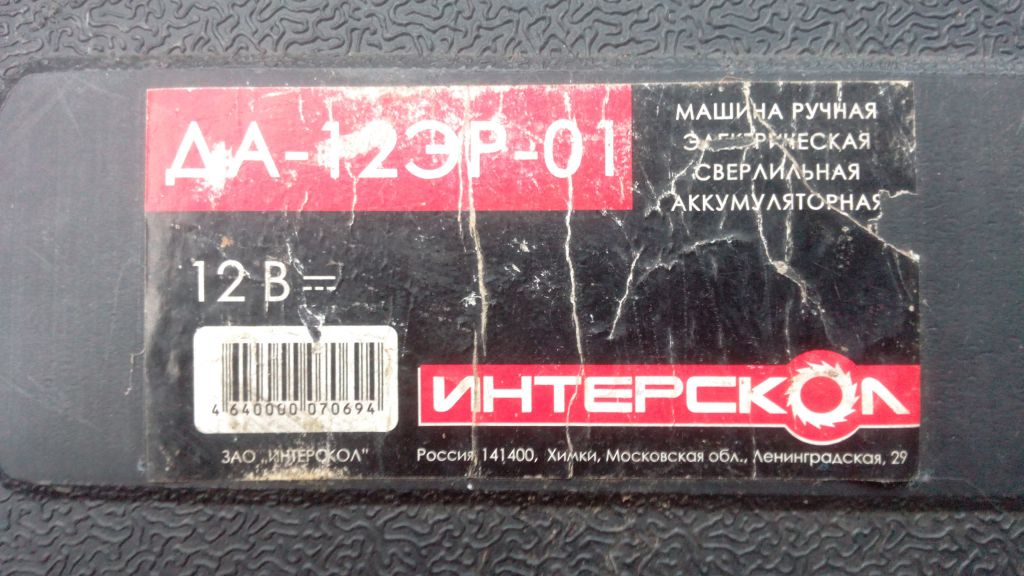 ДА-12ЭР-01
МАШИНА РУЧНАЯ
ЭЛЕКТРИЧЕСКАЯ
СВЕРЛИЛЬНАЯ
АККУМУЛЯТОРНАЯ
12 В
4 640000 070694
ИНТЕРСКОЛ
ЗАО „ИНТЕРСКОЛ"
Россия 141400, Химки, Московская обл., Ленинградская, 29